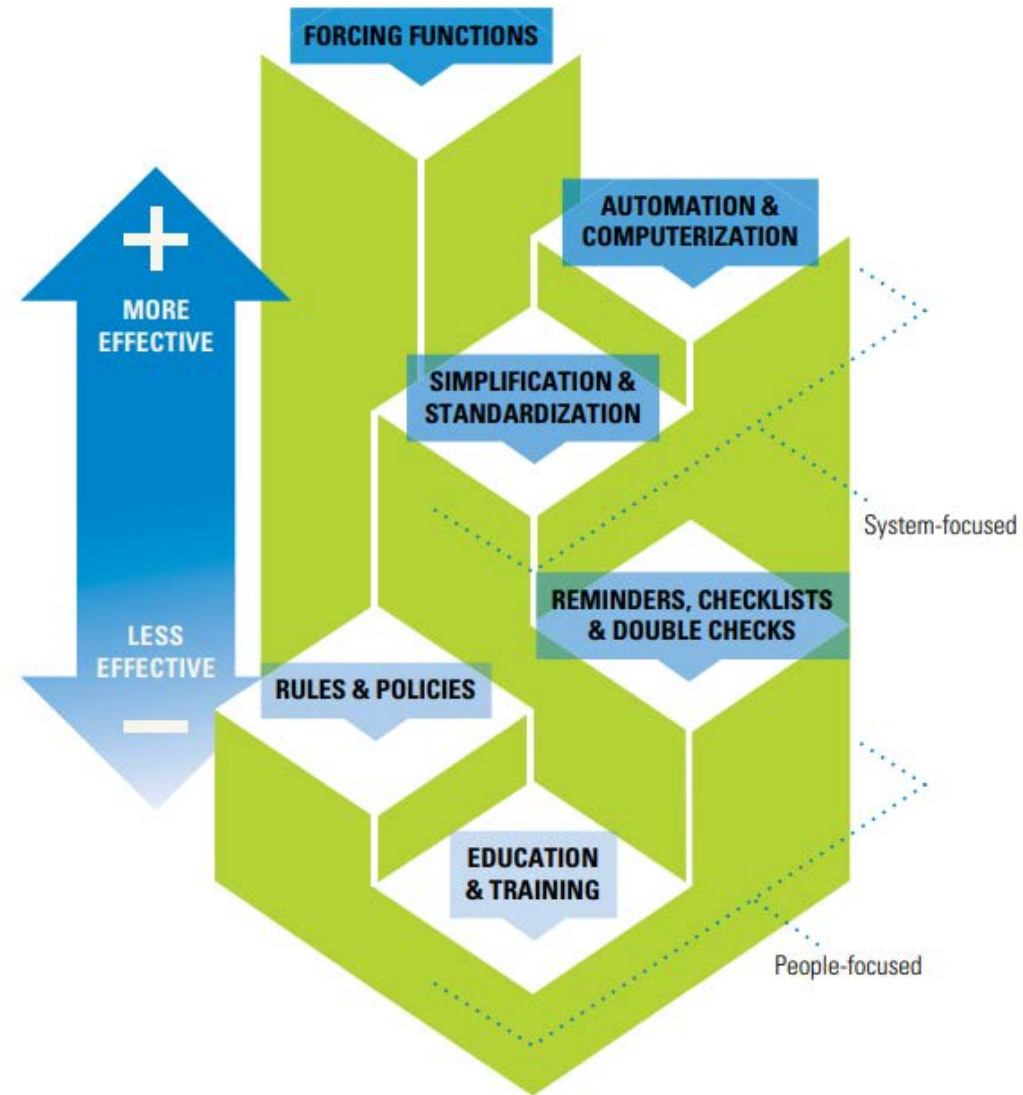 FORCING FUNCTIONS
AUTOMATION &
COMPUTERIZATION
+
MORE
EFFECTIVE
SIMPLIFICATION &
STANDARDIZATION
System-focused
REMINDERS, CHECKLISTS
& DOUBLE CHECKS
LESS
EFFECTIVE
–
RULES & POLICIES
EDUCATION
& TRAINING
People-focused